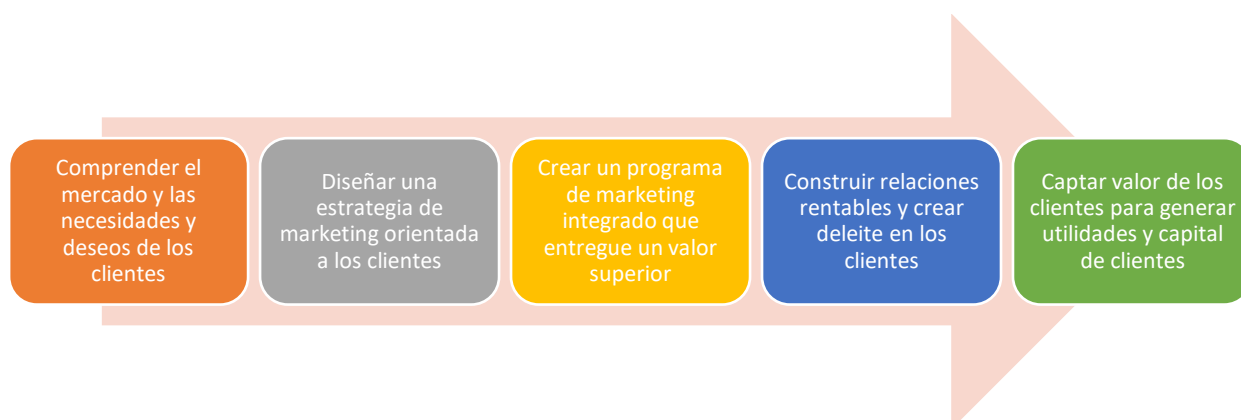 Comprender el
mercado y las
necesidades y
deseos de los
clientes
Diseñar una
estrategia de
marketing orientada
a los clientes
Crear un programa
de marketing
integrado que
entregue un valor
superior
Construir relaciones
rentables y crear
deleite en los
clientes
Captar valor de los
clientes para generar
utilidades y capital
de clientes